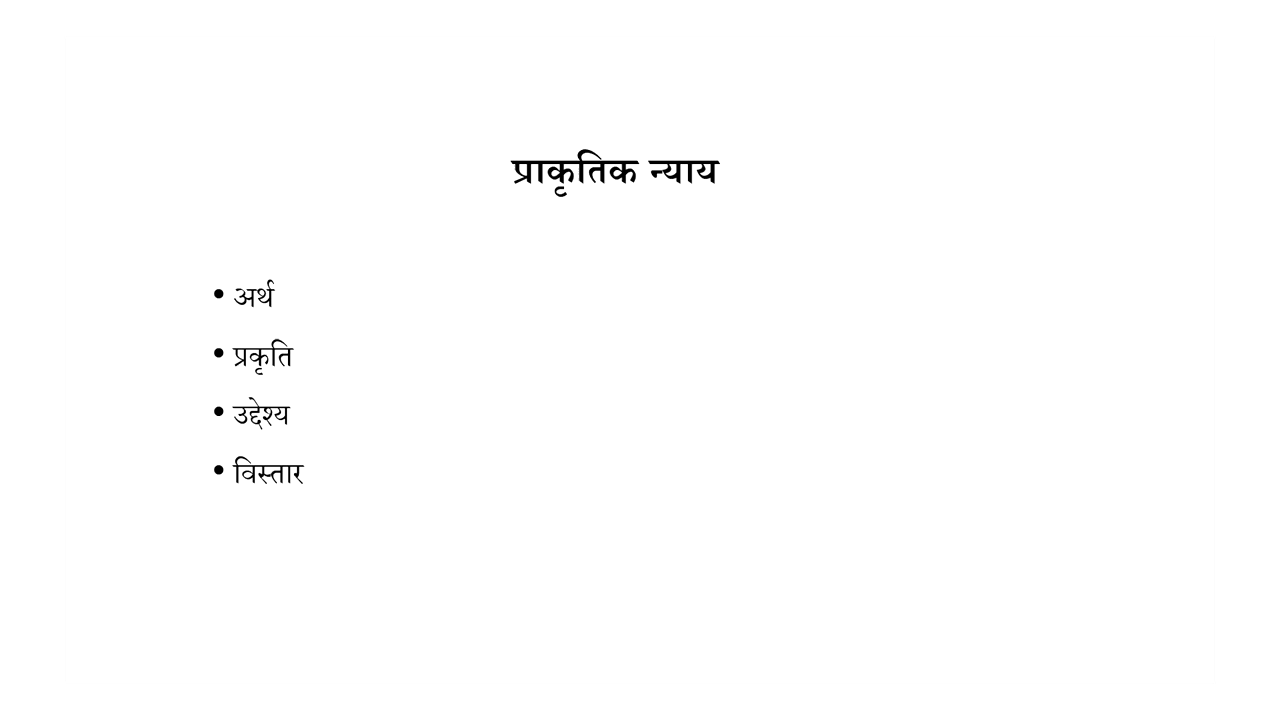 प्राकृतिक न्याय
• अर्थ
• प्रकृति
• उद्देश्य
• विस्तार